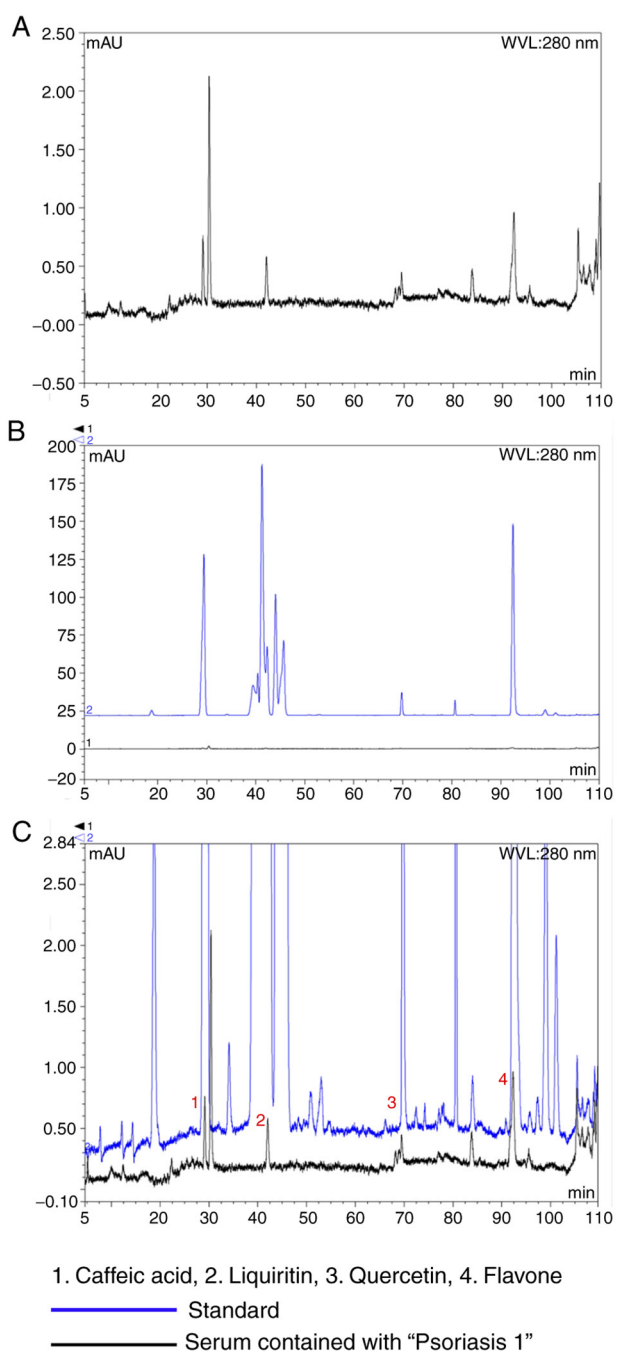 A
mAU WVL:280 nm
2.50
2.00
1.50
1.00
0.50
−0.00
−0.50
min
5 20 30 40 50 60 70 80 90 100 110
B
1
2
mAU WVL:280 nm
200
175
150
125
100
75
50
25
2
1
0
−20
min
5 20 30 40 50 60 70 80 90 100 110
C
1
2
2.84
mAU WVL:280 nm
2.50
2.00
1.50
1.00
0.50
−0.10
1
2
3
4
min
5 20 30 40 50 60 70 80 90 100 110
1. Caffeic acid, 2. Liquiritin, 3. Quercetin, 4. Flavone
Standard
Serum contained with “Psoriasis 1”